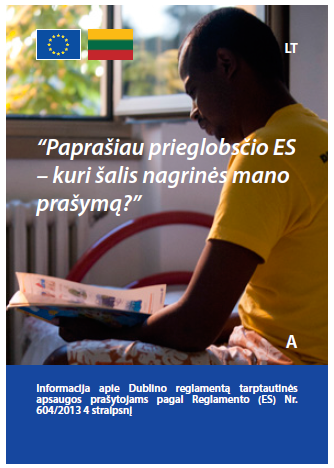 LT
“Paprašiau prieglobsčio ES
– kuri šalis nagrinės mano
prašymą?”
A
Informacija apie Dublino reglamentą tarptautinės
apsaugos prašytojams pagal Reglamento (ES) Nr.
604/2013 4 straipsnį